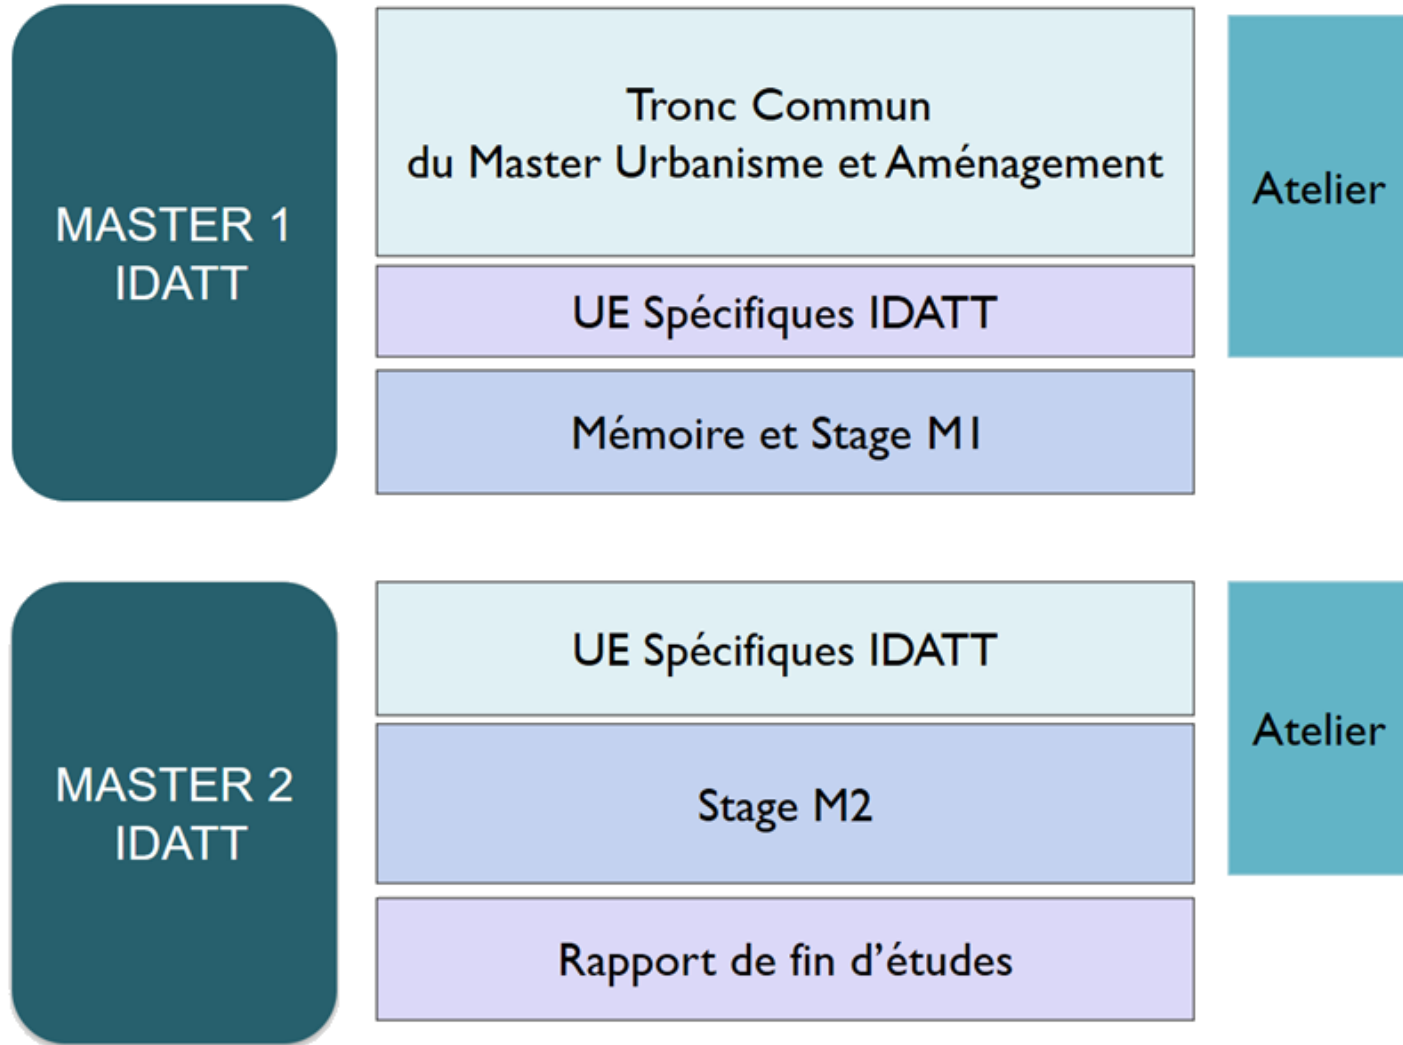 MASTER 1
IDATT
Tronc Commun
du Master Urbanisme et Aménagement
UE Spécifiques IDATT
Mémoire et Stage M1
Atelier
MASTER 2
IDATT
UE Spécifiques IDATT
Stage M2
Rapport de fin d’études
Atelier